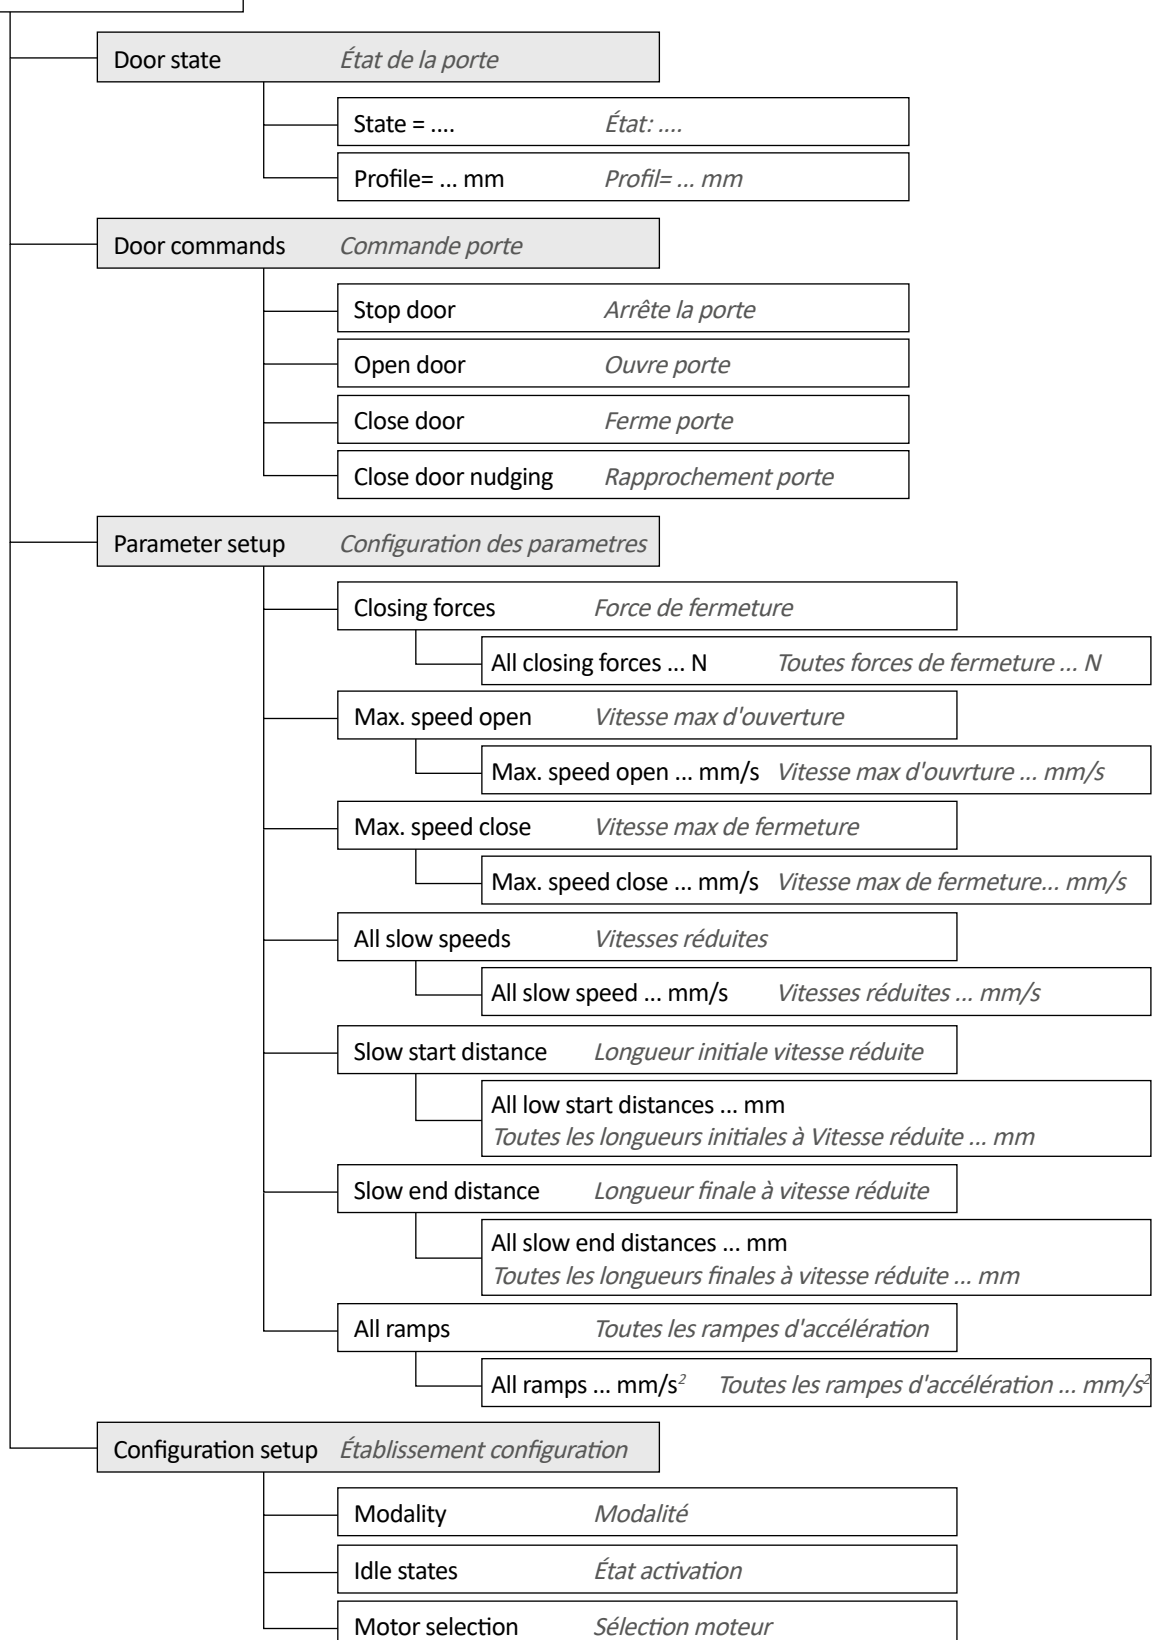 Door state État de la porte
State = .... État: ....
Profile= ... mm Profil= ... mm
Door commands Commande porte
Stop door Arrête la porte
Open door Ouvre porte
Close door Ferme porte
Close door nudging Rapprochement porte
Parameter setup Configuration des parametres
Closing forces Force de fermeture
All closing forces ... N Toutes forces de fermeture ... N
Max. speed open Vitesse max d'ouverture
Max. speed open ... mm/s Vitesse max d'ouvrture ... mm/s
Max. speed close Vitesse max de fermeture
Max. speed close ... mm/s Vitesse max de fermeture... mm/s
All slow speeds Vitesses réduites
All slow speed ... mm/s Vitesses réduites ... mm/s
Slow start distance Longueur initiale vitesse réduite
All low start distances ... mm
Toutes les longueurs initiales à Vitesse réduite ... mm
Slow end distance Longueur finale à vitesse réduite
All slow end distances ... mm
Toutes les longueurs finales à vitesse réduite ... mm
All ramps Toutes les rampes d'accélération
All ramps ... mm/s² Toutes les rampes d'accélération ... mm/s²
Configuration setup Établissement configuration
Modality Modalité
Idle states État activation
Motor selection Sélection moteur